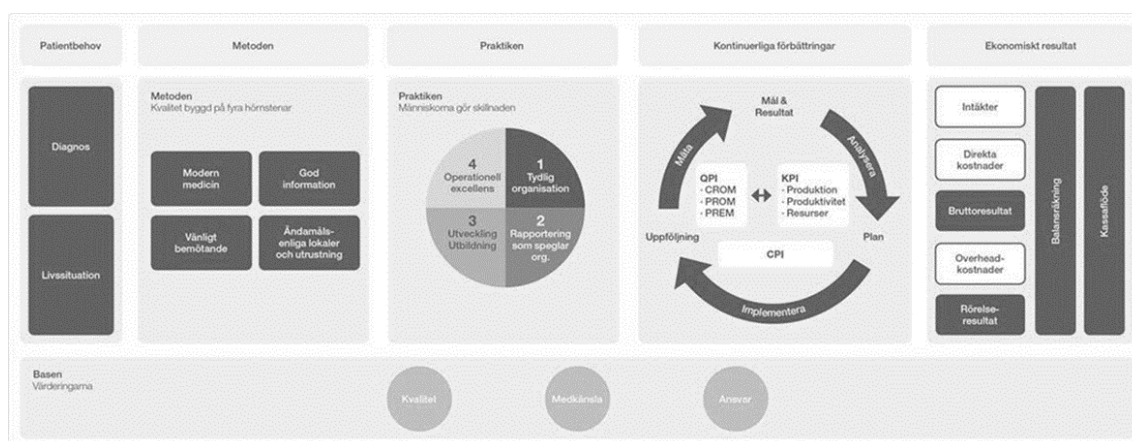 Patientbehov
Metoden
Praktiken
Kontinuerliga förbättringar
Ekonomiskt resultat
Diagnos
Livssituation
Metoden
Kvalitet byggd på fyra hörnstenar
Modern
medicin
God
information
Vänligt
bemötande
Ändamåls-
enliga lokaler
och utrustning
Praktiken
Människorna gör skillnaden
4
Operationell
excellens
1
Tydlig
organisation
3
Utveckling
Utbildning
2
Rapportering
som speglar
org.
Mål &
Resultat
Mäta
Analysera
QPI
· CROM
· PROM
· PREM
KPI
· Produktion
· Produktivitet
· Resurser
Uppföljning
Plan
CPI
Implementera
Intäkter
Direkta
kostnader
Bruttoresultat
Overhead-
kostnader
Rörelse-
resultat
Balansräkning
Kassaflöde
Basen
Värderingarna
Kvalitet
Medkänsla
Ansvar